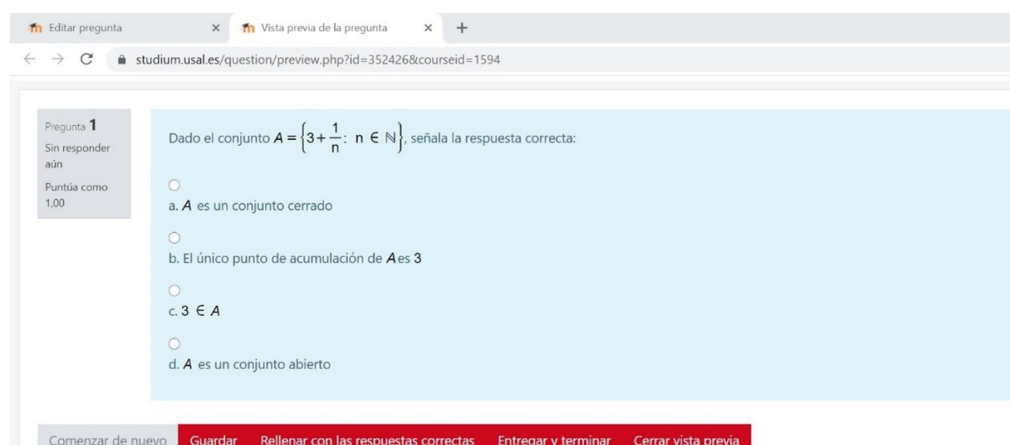 Editar pregunta
Vista previa de la pregunta
studium.usal.es/question/preview.php?id=352426&courseid=1594
Pregunta 1
Sin responder
aún
Puntúa como
1,00
Dado el conjunto A = {3 + 1/n : n ∈ ℕ}, señala la respuesta correcta:
a. A es un conjunto cerrado
b. El único punto de acumulación de A es 3
c. 3 ∈ A
d. A es un conjunto abierto
Comenzar de nuevo Guardar Rellenar con las respuestas correctas Entregar y terminar Cerrar vista previa